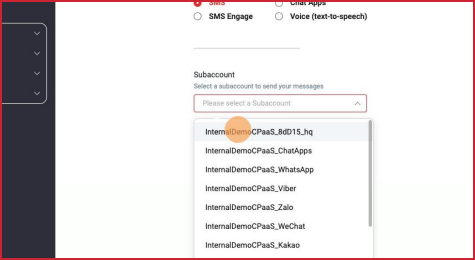 SMS
Chat Apps
SMS Engage
Voice (text-to-speech)
Subaccount
Select a subaccount to send your messages
Please select a Subaccount
InternalDemoCPaaS_8dD15_hq
InternalDemoCPaaS_ChatApps
InternalDemoCPaaS_WhatsApp
InternalDemoCPaaS_Viber
InternalDemoCPaaS_Zalo
InternalDemoCPaaS_WeChat
InternalDemoCPaaS_Kakao